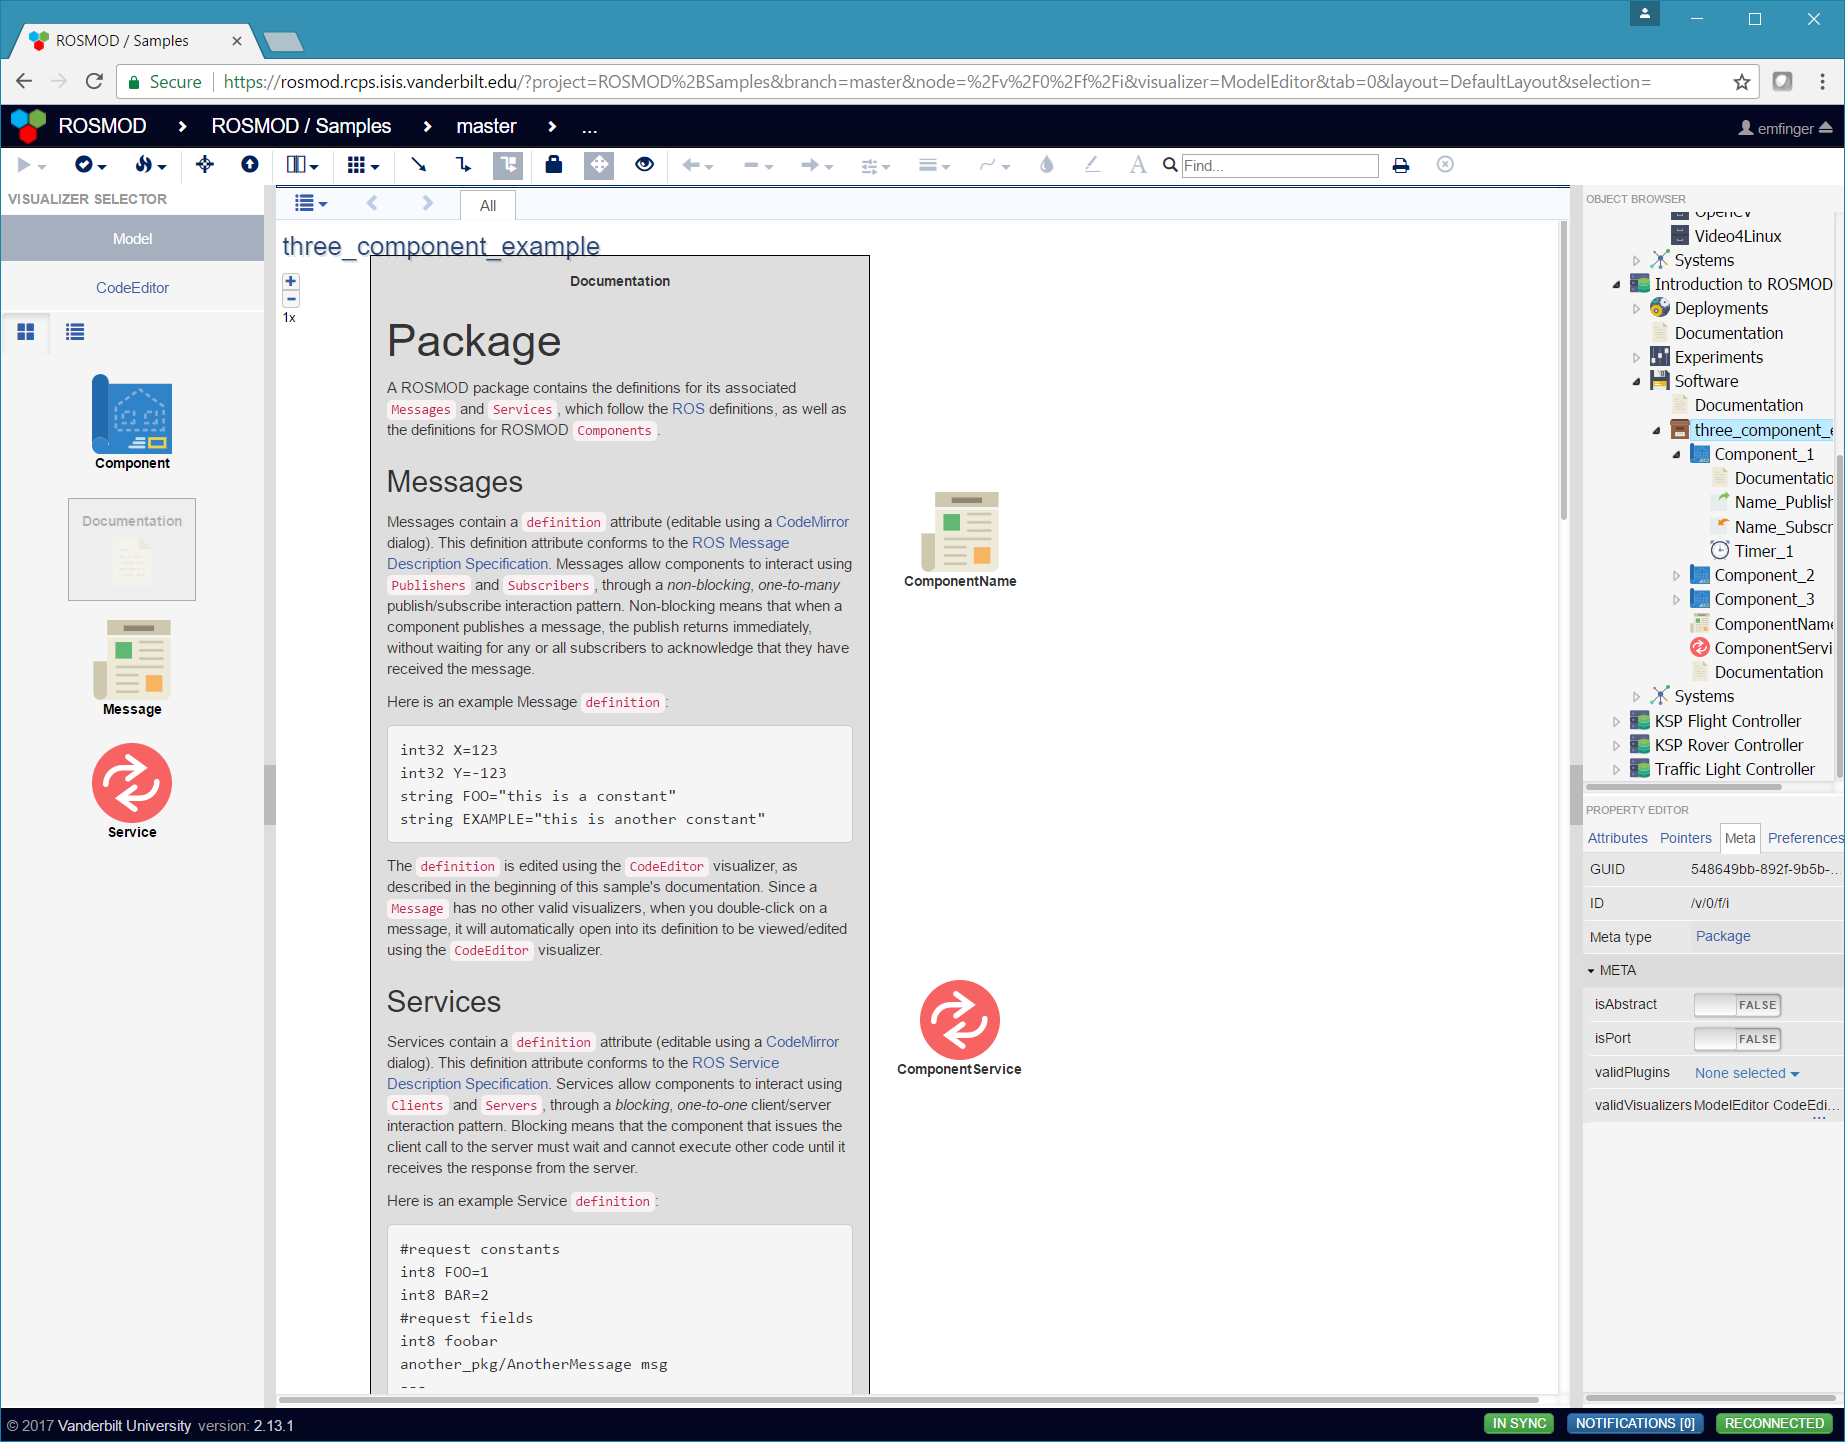 ROSMOD / Samples
Secure
https://rosmod.rcps.isis.vanderbilt.edu/?project=ROSMOD%2BSamples&branch=master&node=%2Fv%2F0%2Ff%2Fi&visualizer=ModelEditor&tab=0&layout=DefaultLayout&selection=
ROSMOD
ROSMOD / Samples
master
...
emfinger
Find...
VISUALIZER SELECTOR
Model
CodeEditor
Component
Documentation
Message
Service
All
three_component_example
1x
Documentation
Package
A ROSMOD package contains the definitions for its associated
Messages and Services, which follow the ROS definitions, as well as
the definitions for ROSMOD Components.
Messages
Messages contain a definition attribute (editable using a CodeMirror
dialog). This definition attribute conforms to the ROS Message
Description Specification. Messages allow components to interact using
Publishers and Subscribers, through a non-blocking, one-to-many
publish/subscribe interaction pattern. Non-blocking means that when a
component publishes a message, the publish returns immediately,
without waiting for any or all subscribers to acknowledge that they have
received the message.
Here is an example Message definition:
int32 X=123
int32 Y=-123
string FOO="this is a constant"
string EXAMPLE="this is another constant"
The definition is edited using the CodeEditor visualizer, as
described in the beginning of this sample's documentation. Since a
Message has no other valid visualizers, when you double-click on a
message, it will automatically open into its definition to be viewed/edited
using the CodeEditor visualizer.
Services
Services contain a definition attribute (editable using a CodeMirror
dialog). This definition attribute conforms to the ROS Service
Description Specification. Services allow components to interact using
Clients and Servers, through a blocking, one-to-one client/server
interaction pattern. Blocking means that the component that issues the
client call to the server must wait and cannot execute other code until it
receives the response from the server.
Here is an example Service definition:
#request constants
int8 FOO=1
int8 BAR=2
#request fields
int8 foobar
another_pkg/AnotherMessage msg
---
ComponentName
ComponentService
OBJECT BROWSER
OpenCV
Video4Linux
Systems
Introduction to ROSMOD
Deployments
Documentation
Experiments
Software
Documentation
three_component_e
Component_1
Documentatio
Name_Publish
Name_Subscr
Timer_1
Component_2
Component_3
ComponentName
ComponentServi
Documentation
Systems
KSP Flight Controller
KSP Rover Controller
Traffic Light Controller
PROPERTY EDITOR
Attributes Pointers Meta Preferences
GUID 548649bb-892f-9b5b-...
ID /v/0/f/i
Meta type Package
META
isAbstract FALSE
isPort FALSE
validPlugins None selected
validVisualizers ModelEditor CodeEdi...
...
© 2017 Vanderbilt University version: 2.13.1
IN SYNC
NOTIFICATIONS [0]
RECONNECTED